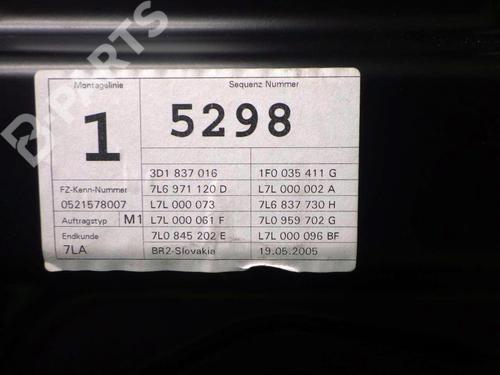 B-PARTS
Montagelinie
1
Sequenz Nummer
5298
3D1 837 016 1F0 035 411 G
FZ-Kenn-Nummer 7L6 971 120 D L7L 000 002 A
0521578007 L7L 000 073 7L6 837 730 H
Auftragstyp M1 L7L 000 061 F 7L0 959 702 G
Endkunde 7L0 845 202 E L7L 000 096 BF
7LA BR2-Slovakia 19.05.2005